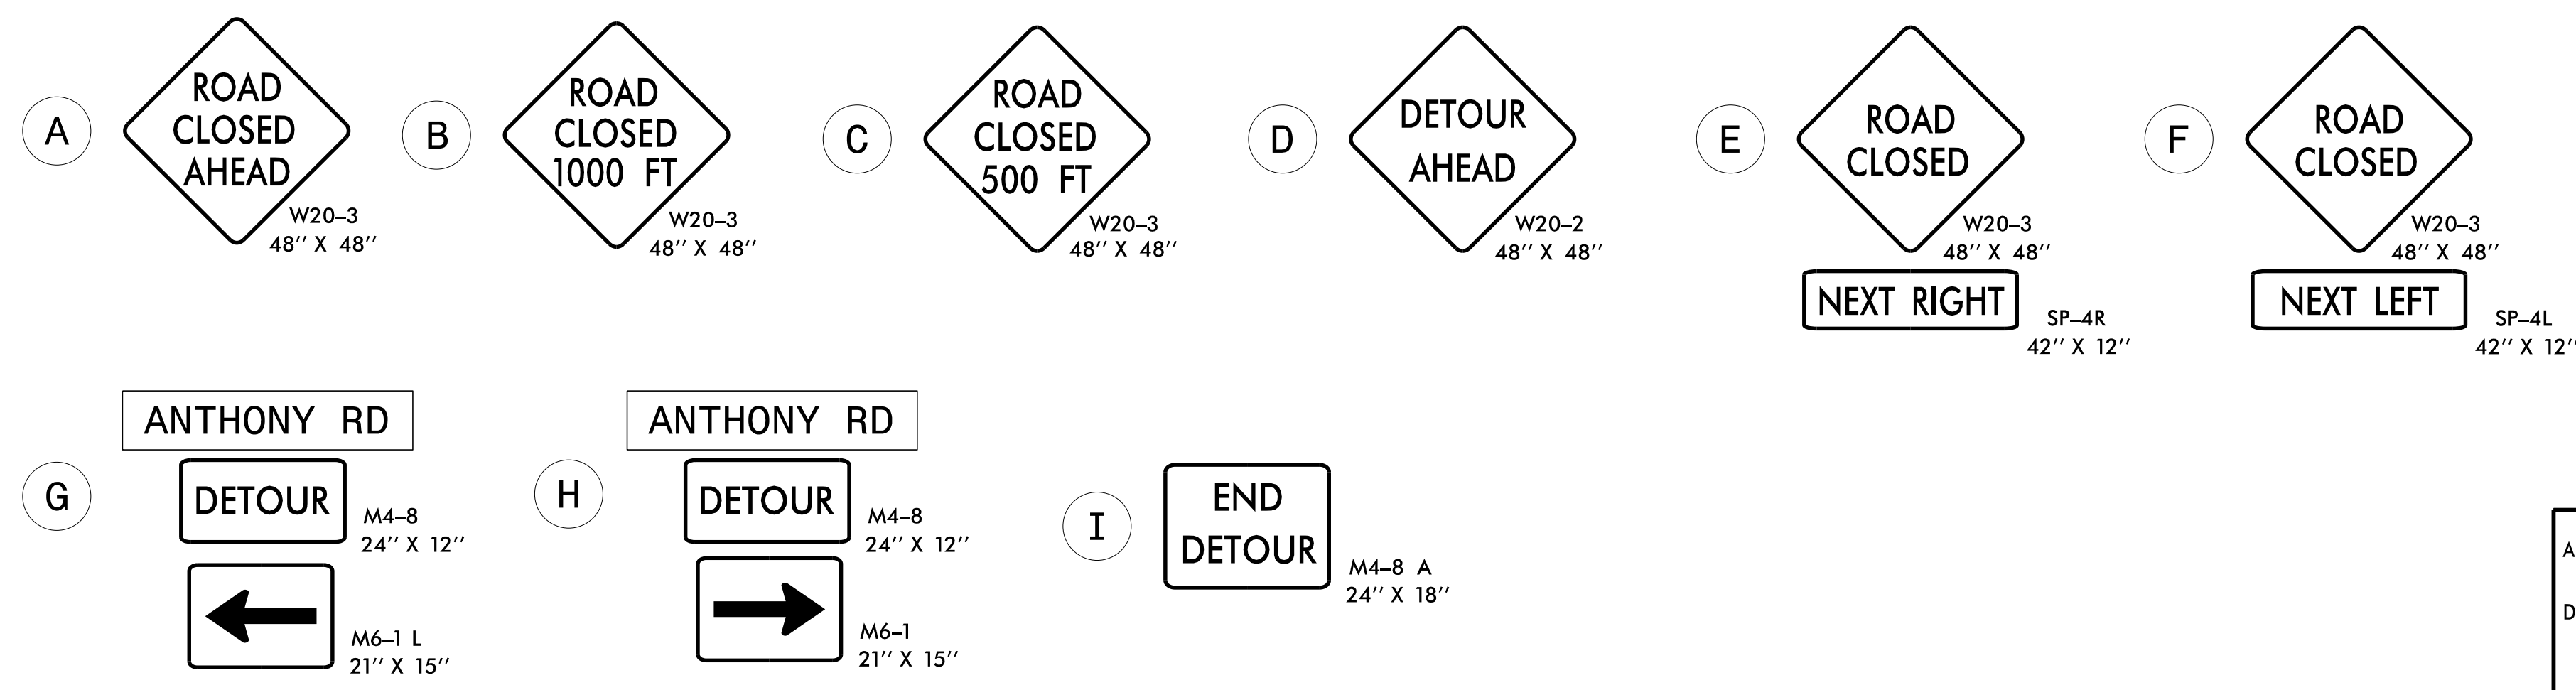 A
ROAD
CLOSED
AHEAD
W20–3
48'' X 48''
B
ROAD
CLOSED
1000 FT
W20–3
48'' X 48''
C
ROAD
CLOSED
500 FT
W20–3
48'' X 48''
D
DETOUR
AHEAD
W20–2
48'' X 48''
E
ROAD
CLOSED
W20–3
48'' X 48''
NEXT RIGHT
SP–4R
42'' X 12''
F
ROAD
CLOSED
W20–3
48'' X 48''
NEXT LEFT
SP–4L
42'' X 12''
G
ANTHONY RD
DETOUR
M4–8
24'' X 12''
M6–1 L
21'' X 15''
H
ANTHONY RD
DETOUR
M4–8
24'' X 12''
M6–1
21'' X 15''
I
END
DETOUR
M4–8 A
24'' X 18''